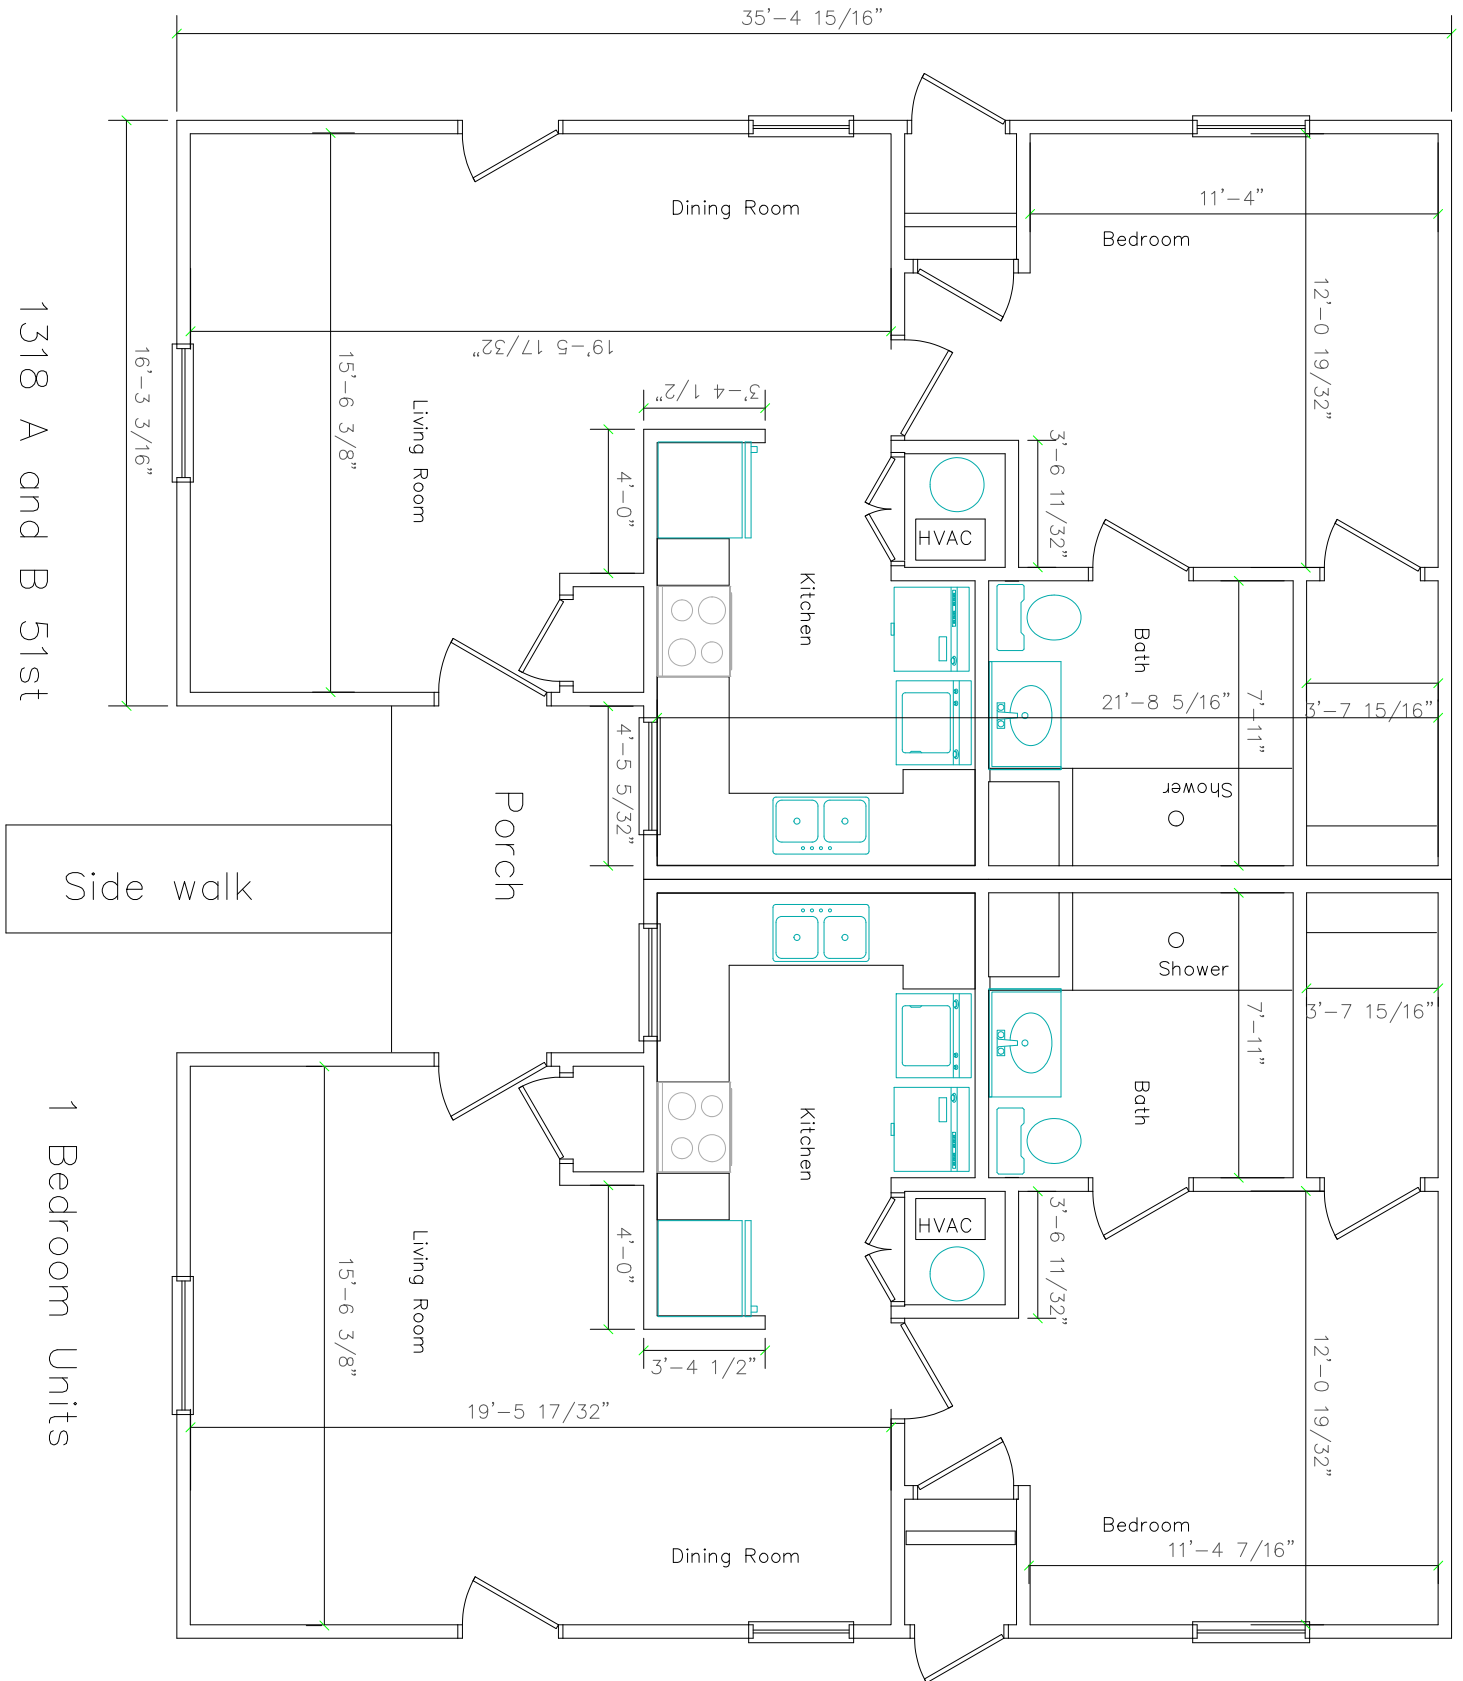 35'-4 15/16"
Dining Room
11'-4"
Bedroom
12'-0 19/32"
19'-5 17/32"
15'-6 3/8"
16'-3 3/16"
1318 A and B 51st
Living Room
3'-4 1/2"
4'-0"
3'-6 11/32"
HVAC
Kitchen
Bath
21'-8 5/16"
7'-11"
3'-7 15/16"
4'-5 5/32"
Shower
Porch
Side walk
Shower
3'-7 15/16"
7'-11"
Bath
Kitchen
1 Bedroom Units
HVAC
3'-6 11/32"
4'-0"
Living Room
15'-6 3/8"
3'-4 1/2"
19'-5 17/32"
12'-0 19/32"
Bedroom
11'-4 7/16"
Dining Room